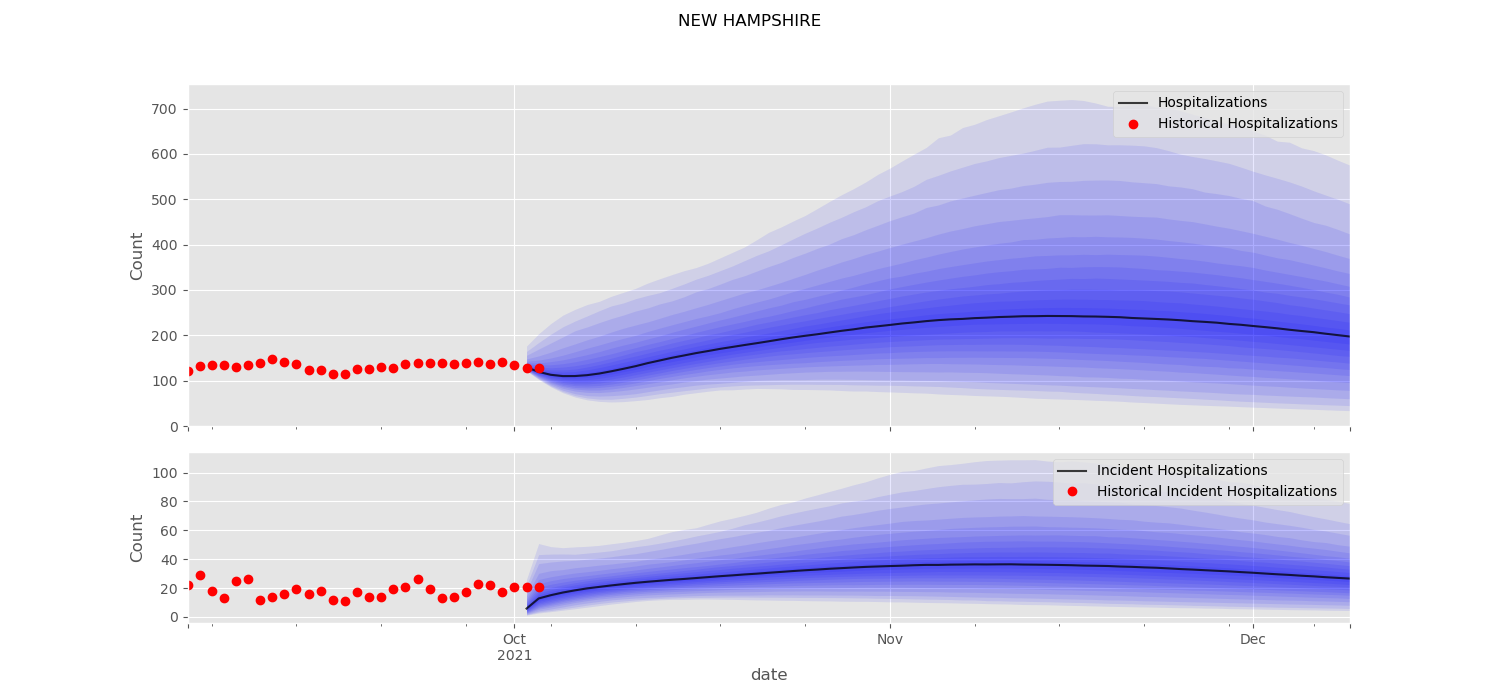 NEW HAMPSHIRE
Hospitalizations
Historical Hospitalizations
700
600
500
400
300
200
100
0
Count
Incident Hospitalizations
Historical Incident Hospitalizations
100
80
60
40
20
0
Count
Oct
2021
Nov
Dec
date